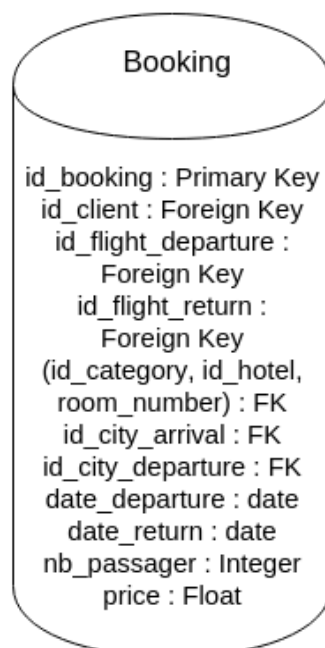 Booking
id_booking : Primary Key
id_client : Foreign Key
id_flight_departure :
Foreign Key
id_flight_return :
Foreign Key
(id_category, id_hotel,
room_number) : FK
id_city_arrival : FK
id_city_departure : FK
date_departure : date
date_return : date
nb_passager : Integer
price : Float